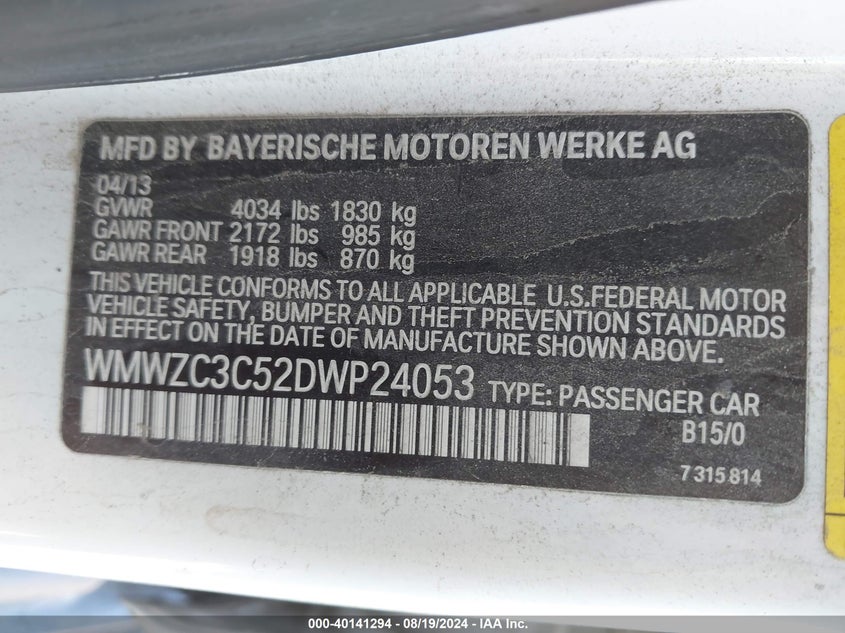 MFD BY BAYERISCHE MOTOREN WERKE AG
04/13
GVWR 4034 lbs 1830 kg
GAWR FRONT 2172 lbs 985 kg
GAWR REAR 1918 lbs 870 kg
THIS VEHICLE CONFORMS TO ALL APPLICABLE U.S.FEDERAL MOTOR
VEHICLE SAFETY, BUMPER AND THEFT PREVENTION STANDARDS
IN EFFECT ON THE DATE OF MANUFACTURE SHOWN ABOVE.
WMWZC3C52DWP24053 TYPE: PASSENGER CAR
B15/0
7315814
000-40141294 - 08/19/2024 - IAA Inc.